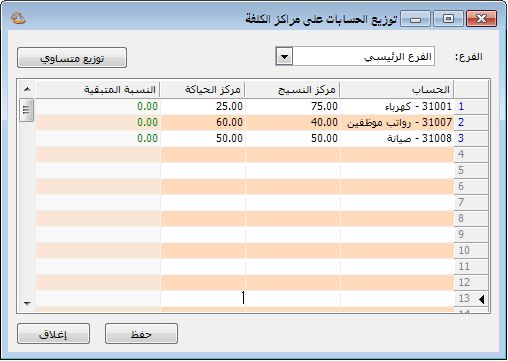 توزيع الحسابات على مراكز الكلفة
الفرع: الفرع الرئيسي توزيع متساوي
الحساب مركز النسيج مركز الحياكة النسبة المتبقية
1 31001 - كهرباء 75.00 25.00 0.00
2 31007 - رواتب موظفين 40.00 60.00 0.00
3 31008 - صيانة 50.00 50.00 0.00
4
5
6
7
8
9
10
11
12
13
حفظ إغلاق